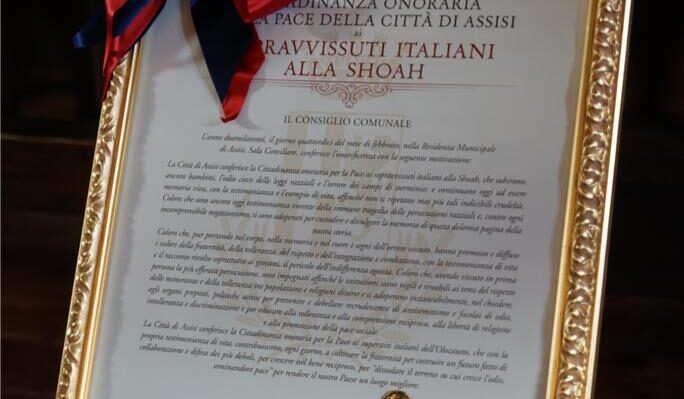 ADINANZA ONORARIA
LA PACE DELLA CITTÀ DI ASSISI
ai
PRAVVISSUTI ITALIANI
ALLA SHOAH
IL CONSIGLIO COMUNALE
L'anno duemilaventi, il giorno quattordici del mese di febbraio, nella Residenza Municipale
di Assisi, Sala Consiliare, conferisce l'onorificenza con la seguente motivazione:
La Città di Assisi conferisce la Cittadinanza onoraria per la Pace ai sopravvissuti italiani alla Shoah, che subirono,
ancora bambini, l'odio cieco delle leggi razziali e l'orrore dei campi di sterminio; e continuano oggi ad essere
memoria viva, con la testimonianza e l'esempio di vita, affinché non si ripetano mai più tali indicibili crudeltà.
Coloro che sono ancora oggi testimonianza vivente della immane tragedia delle persecuzioni razziali e, contro ogni
incomprensibile negazionismo, si sono adoperati per custodire e divulgare la memoria di questa dolorosa pagina della
nostra storia.
Coloro che, pur portando nel corpo, nella memoria e nel cuore i segni dell'orrore vissuto, hanno promosso e diffuso
i valori della fraternità, della tolleranza, del rispetto e dell'integrazione e combattono, con la testimonianza di vita
e il racconto rivolto soprattutto ai giovani, il pericolo dell'indifferenza egoista. Coloro che, avendo vissuto in prima
persona la più efferata persecuzione, sono impegnati affinché le istituzioni siano vigili e sensibili ai temi del rispetto
delle minoranze e della tolleranza tra popolazioni e religioni diverse e si adoperano instancabilmente, nel chiedere,
agli organi preposti, politiche attive per prevenire e debellare recrudescenze di antisemitismo e focolai di odio,
intolleranza e discriminazione e per educare alla tolleranza e alla comprensione reciproca, alla libertà di religione
e alla promozione della pace sociale.
La Città di Assisi conferisce la Cittadinanza onoraria per la Pace ai superstiti italiani dell'Olocausto, che con la
propria testimonianza di vita, contribuiscono, ogni giorno, a coltivare la fraternità per costruire un futuro fatto di
collaborazione e difesa dei più deboli, per crescere nel bene reciproco, per "dissodare il terreno su cui cresce l'odio,
seminandovi pace" per rendere il nostro Paese un luogo migliore.